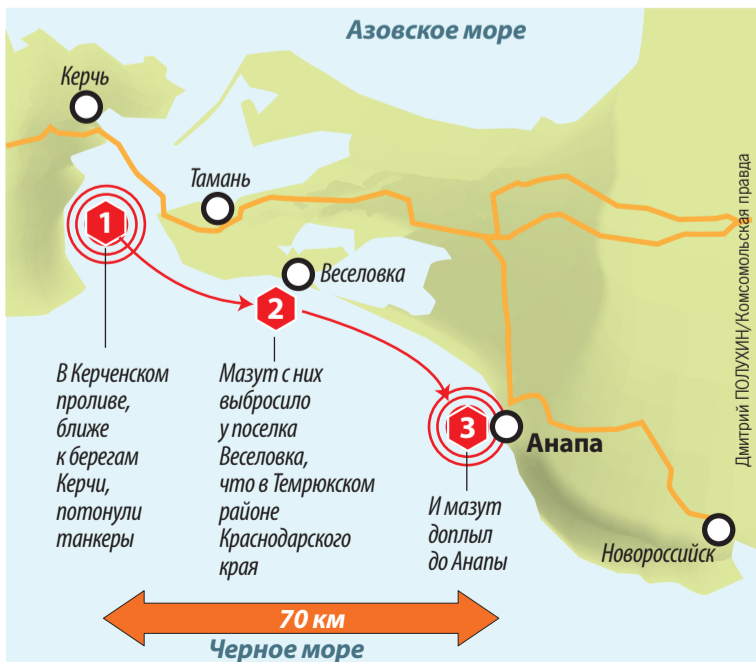 Азовское море
Керчь
Тамань
1
Веселовка
2
В Керченском
проливе,
ближе
к берегам
Керчи,
потонули
танкеры
Мазут с них
выбросило
у поселка
Веселовка,
что в Темрюкском
районе
Краснодарского
края
3
Анапа
И мазут
доплыл
до Анапы
Новороссийск
70 км
Черное море
Дмитрий ПОЛУХИН/Комсомольская правда